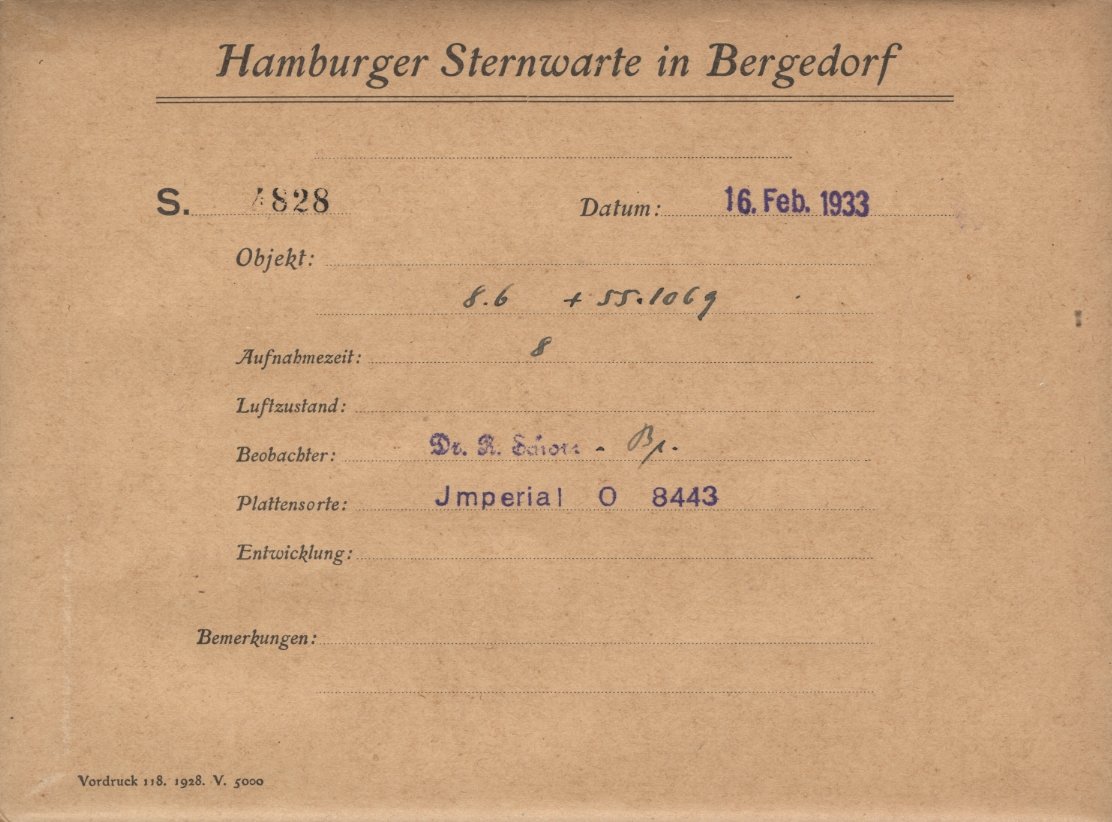 Hamburger Sternwarte in Bergedorf
S. 4828 Datum: 16. Feb. 1933
Objekt:
8.6 + 55.1069
Aufnahmezeit: 8
Luftzustand:
Beobachter: Dr. R. Schorr -
Plattensorte: Jmperial O 8443
Entwicklung:
Bemerkungen:
Vordruck 118. 1928. V. 5000